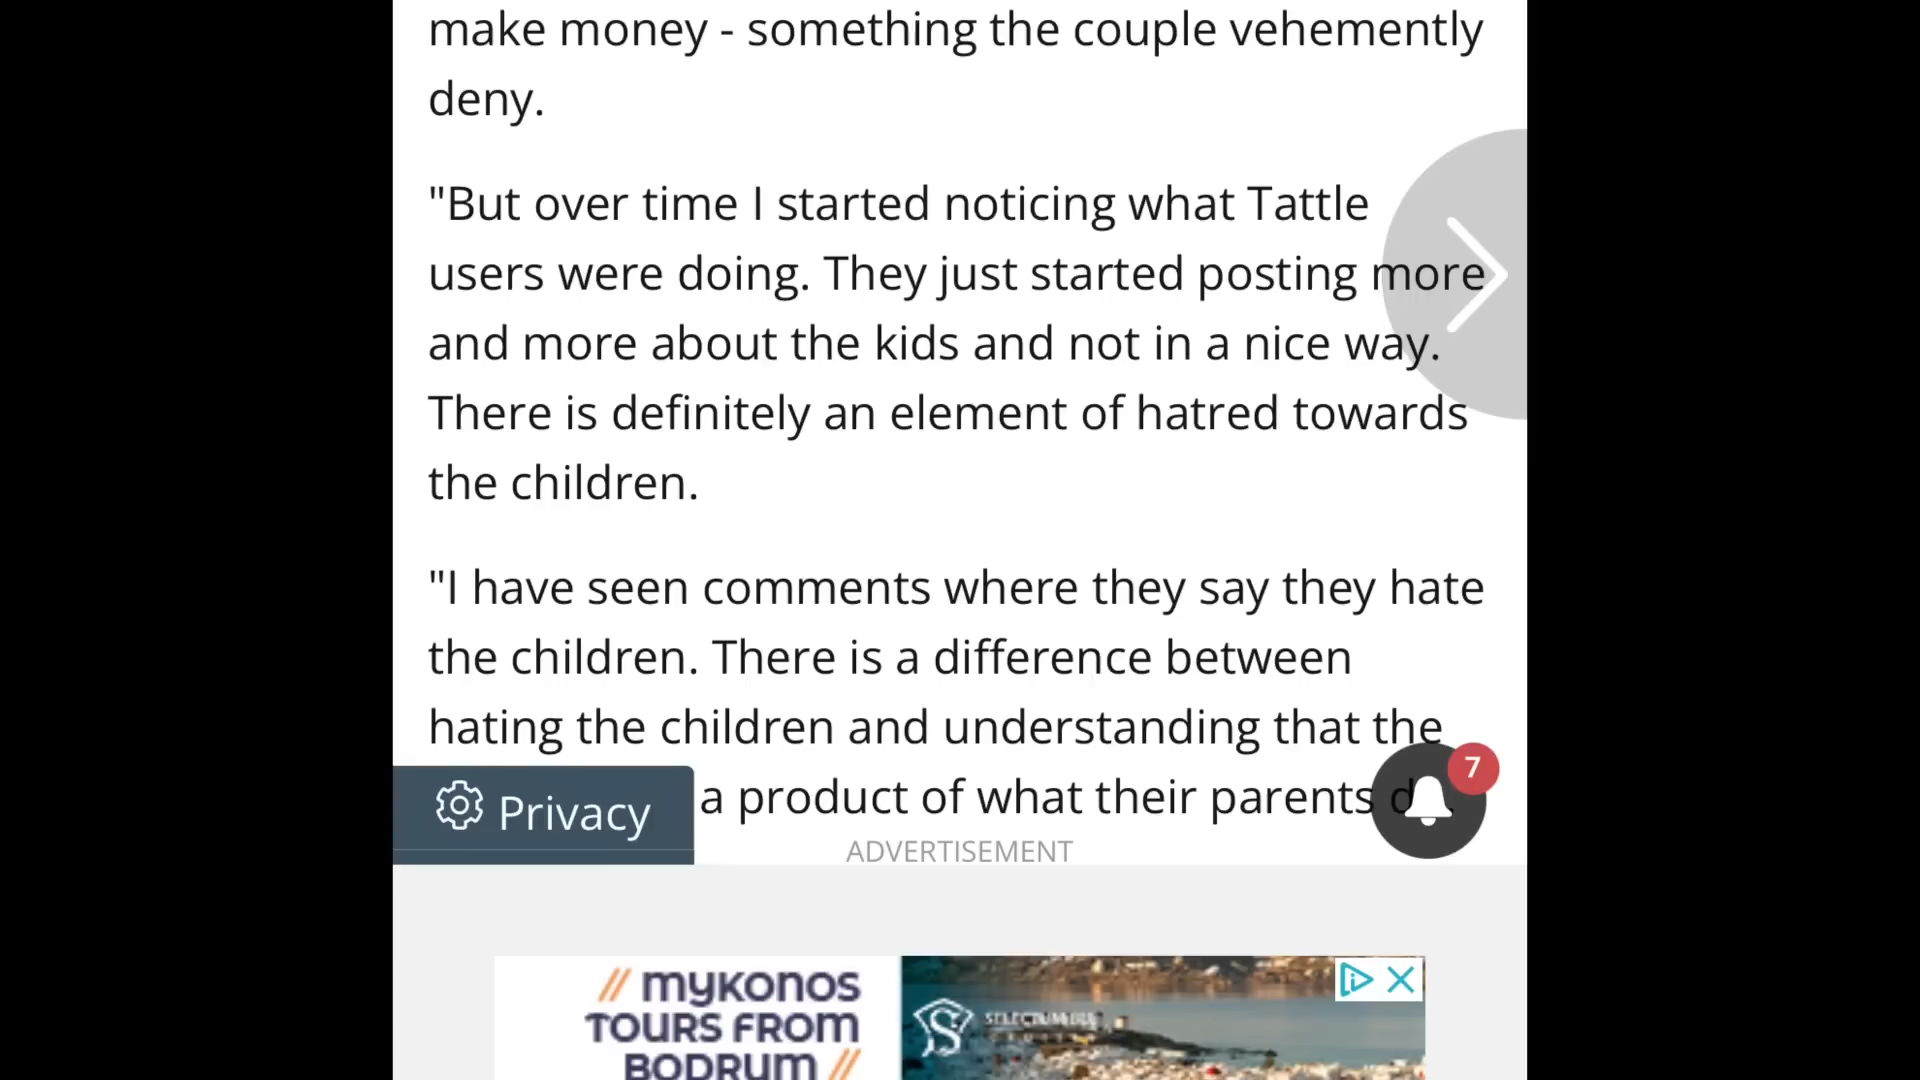 make money - something the couple vehemently
deny.
"But over time I started noticing what Tattle
users were doing. They just started posting more
and more about the kids and not in a nice way.
There is definitely an element of hatred towards
the children.
"I have seen comments where they say they hate
the children. There is a difference between
hating the children and understanding that the
a product of what their parents
7
Privacy
ADVERTISEMENT
// MYKONOS
TOURS FROM
BODRUM //